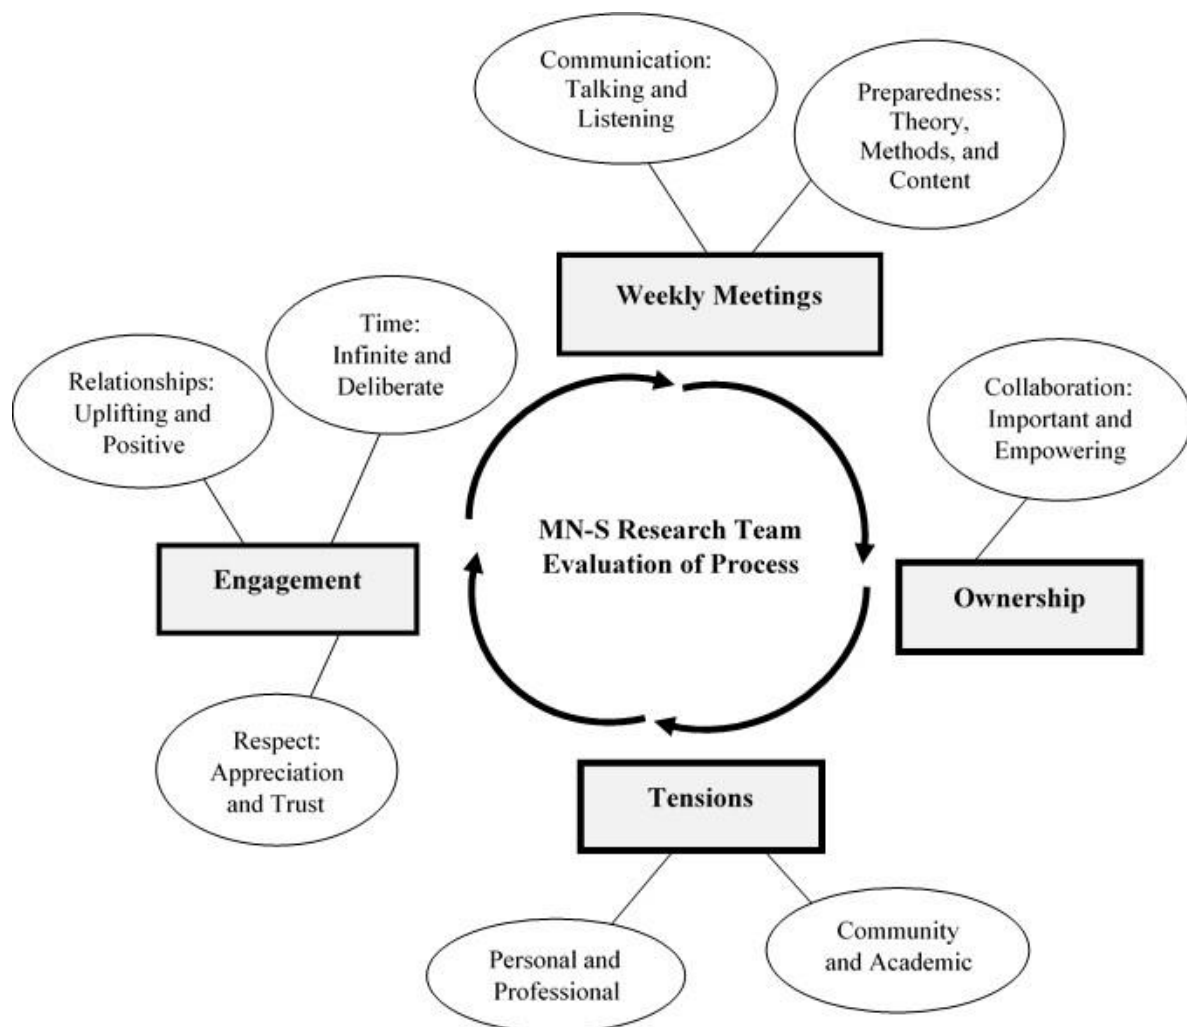 Communication:
Talking and
Listening
Preparedness:
Theory,
Methods, and
Content
Weekly Meetings
Time:
Infinite and
Deliberate
Relationships:
Uplifting and
Positive
Collaboration:
Important and
Empowering
MN-S Research Team
Evaluation of Process
Engagement
Ownership
Respect:
Appreciation
and Trust
Tensions
Personal and
Professional
Community
and Academic